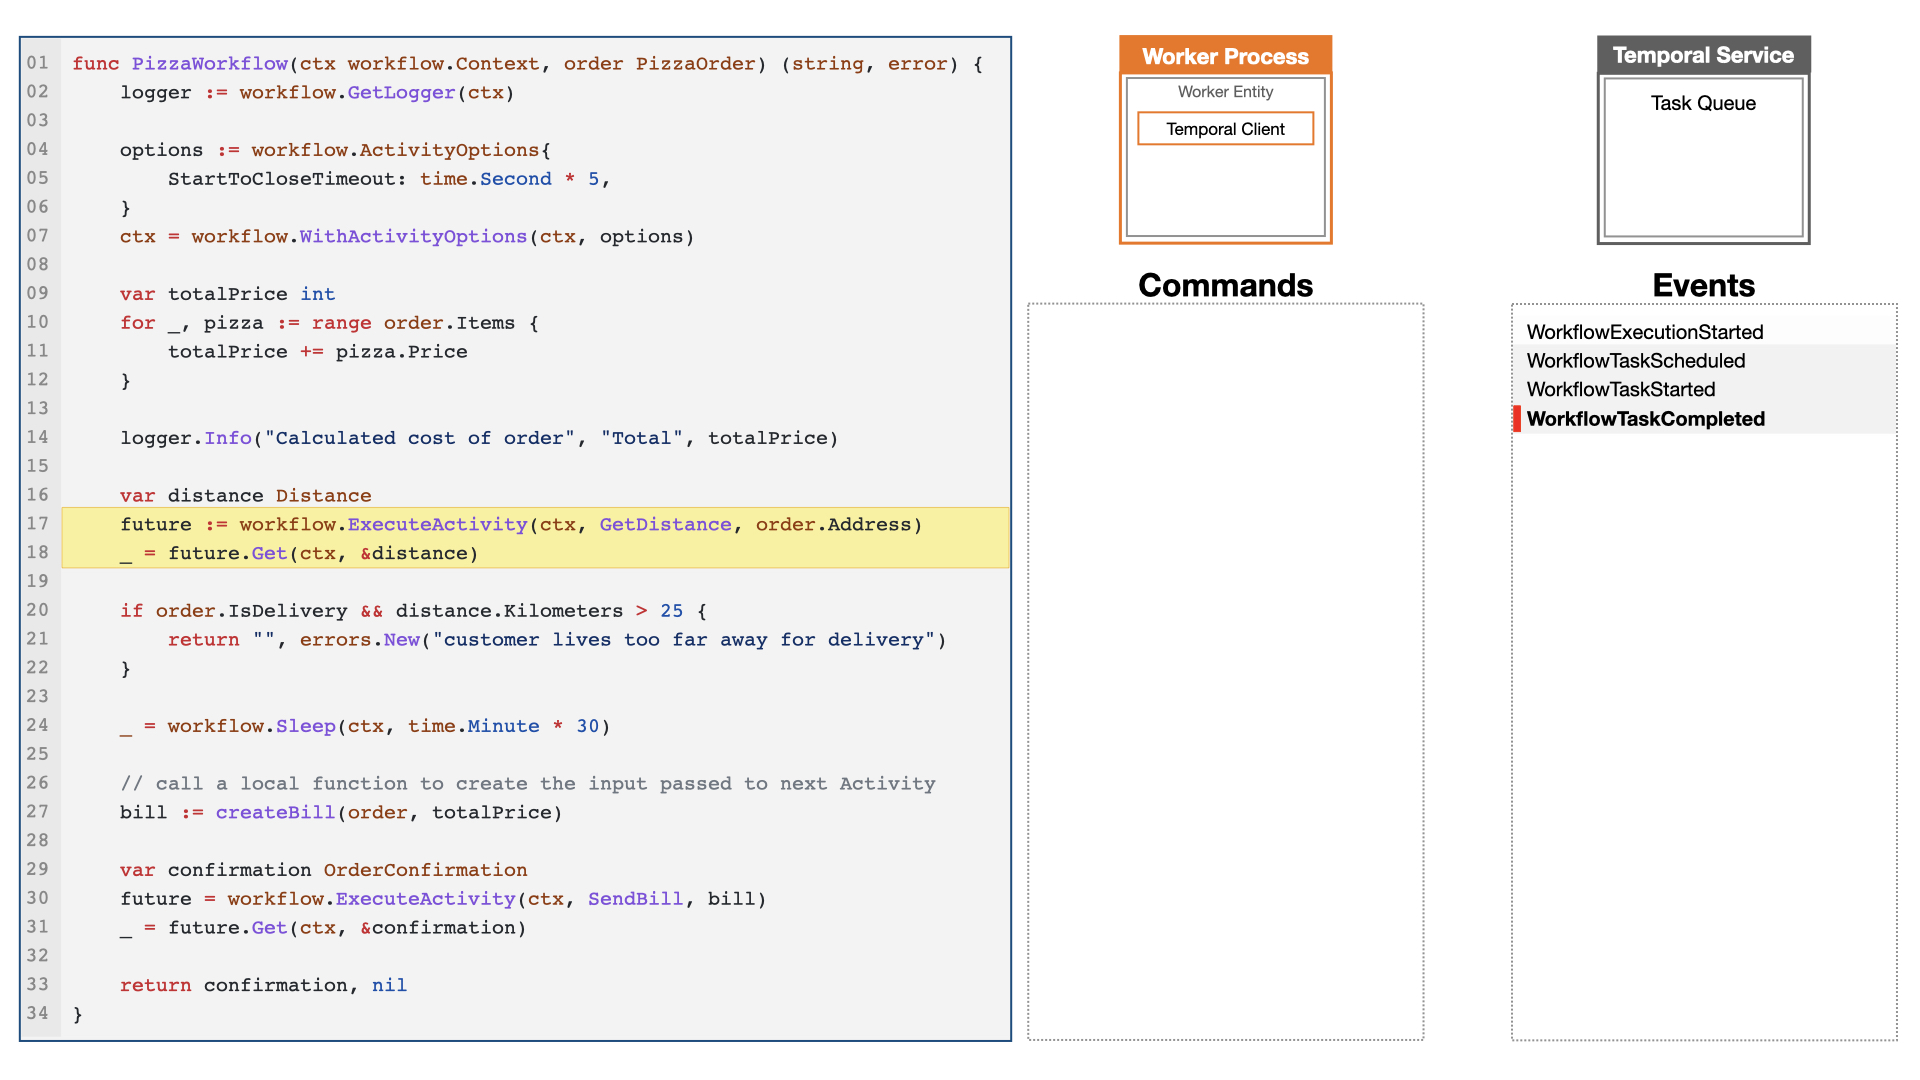 01 func PizzaWorkflow(ctx workflow.Context, order PizzaOrder) (string, error) {
02     logger := workflow.GetLogger(ctx)
03
04     options := workflow.ActivityOptions{
05         StartToCloseTimeout: time.Second * 5,
06     }
07     ctx = workflow.WithActivityOptions(ctx, options)
08
09     var totalPrice int
10     for _, pizza := range order.Items {
11         totalPrice += pizza.Price
12     }
13
14     logger.Info("Calculated cost of order", "Total", totalPrice)
15
16     var distance Distance
17     future := workflow.ExecuteActivity(ctx, GetDistance, order.Address)
18     _ = future.Get(ctx, &distance)
19
20     if order.IsDelivery && distance.Kilometers > 25 {
21         return "", errors.New("customer lives too far away for delivery")
22     }
23
24     _ = workflow.Sleep(ctx, time.Minute * 30)
25
26     // call a local function to create the input passed to next Activity
27     bill := createBill(order, totalPrice)
28
29     var confirmation OrderConfirmation
30     future = workflow.ExecuteActivity(ctx, SendBill, bill)
31     _ = future.Get(ctx, &confirmation)
32
33     return confirmation, nil
34 }
Worker Process
Worker Entity
Temporal Client
Commands
Temporal Service
Task Queue
Events
WorkflowExecutionStarted
WorkflowTaskScheduled
WorkflowTaskStarted
WorkflowTaskCompleted